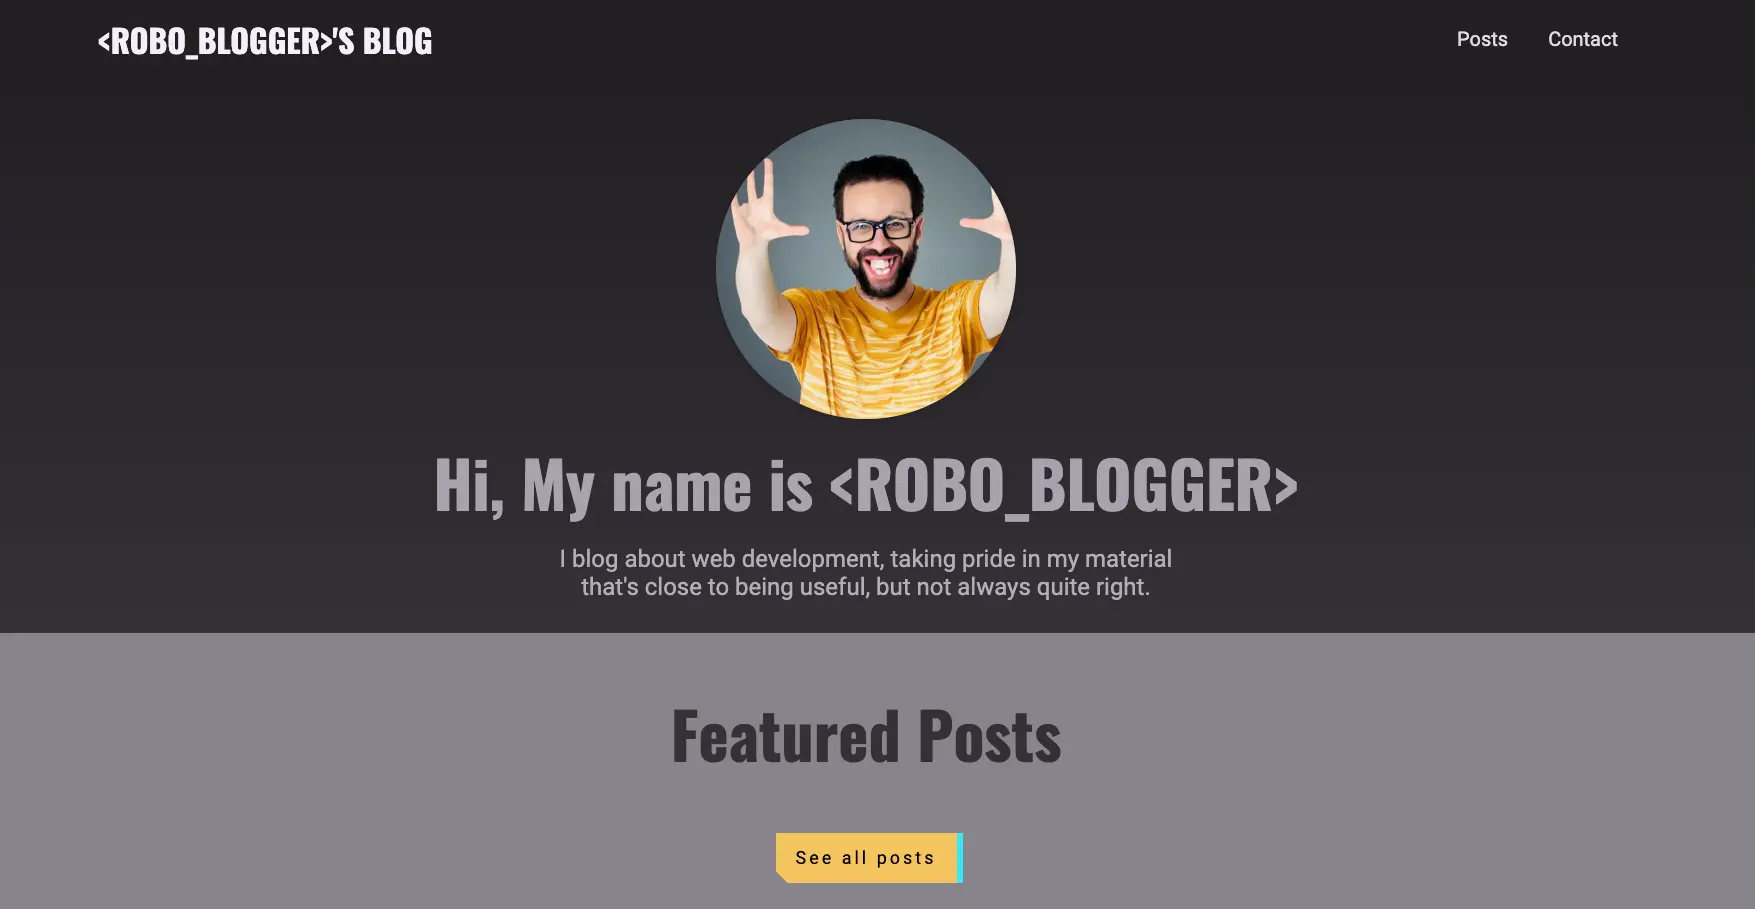 <ROBO_BLOGGER>'S BLOG
Posts
Contact
Hi, My name is <ROBO_BLOGGER>
I blog about web development, taking pride in my material
that's close to being useful, but not always quite right.
Featured Posts
See all posts